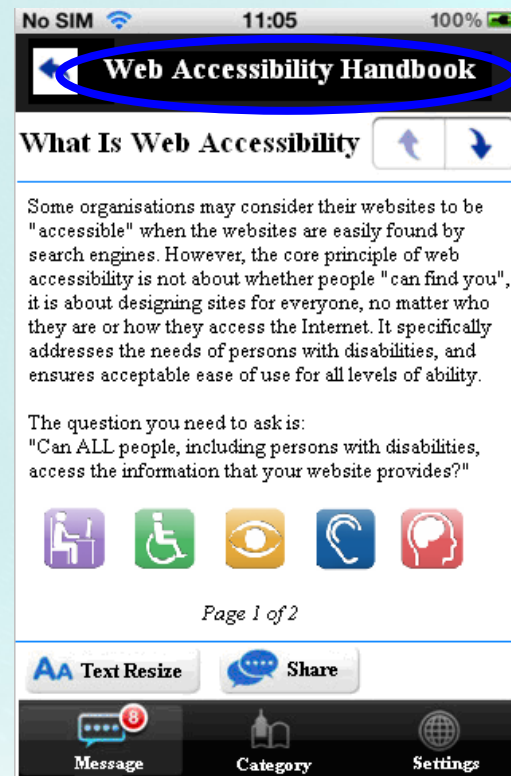 No SIM 11:05 100%
Web Accessibility Handbook
What Is Web Accessibility
Some organisations may consider their websites to be
"accessible" when the websites are easily found by
search engines. However, the core principle of web
accessibility is not about whether people "can find you",
it is about designing sites for everyone, no matter who
they are or how they access the Internet. It specifically
addresses the needs of persons with disabilities, and
ensures acceptable ease of use for all levels of ability.
The question you need to ask is:
"Can ALL people, including persons with disabilities,
access the information that your website provides?"
Page 1 of 2
AA Text Resize Share
8
Message Category Settings